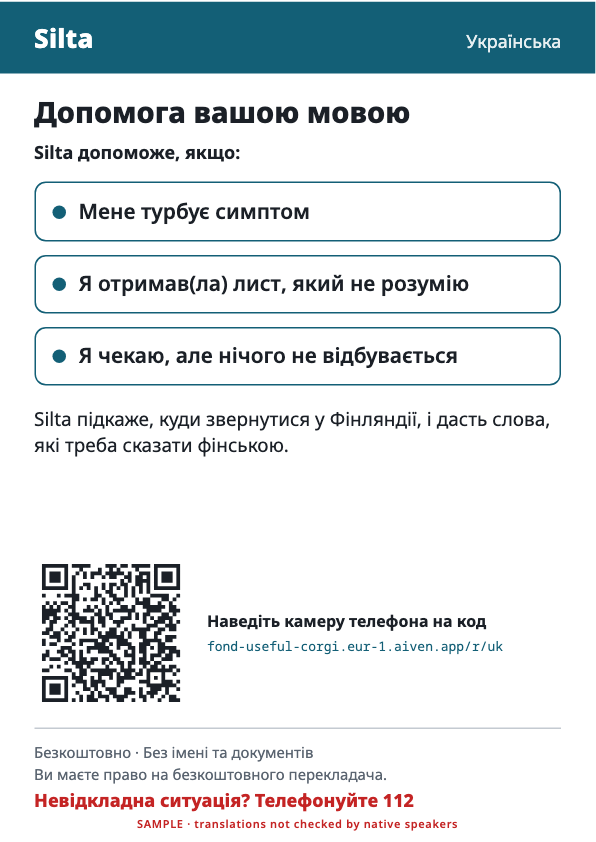 Silta
Українська
Допомога вашою мовою
Silta допоможе, якщо:
Мене турбує симптом
Я отримав(ла) лист, який не розумію
Я чекаю, але нічого не відбувається
Silta підкаже, куди звернутися у Фінляндії, і дасть слова,
які треба сказати фінською.
Наведіть камеру телефона на код
fond-useful-corgi.eur-1.aiven.app/r/uk
Безкоштовно · Без імені та документів
Ви маєте право на безкоштовного перекладача.
Невідкладна ситуація? Телефонуйте 112
SAMPLE · translations not checked by native speakers